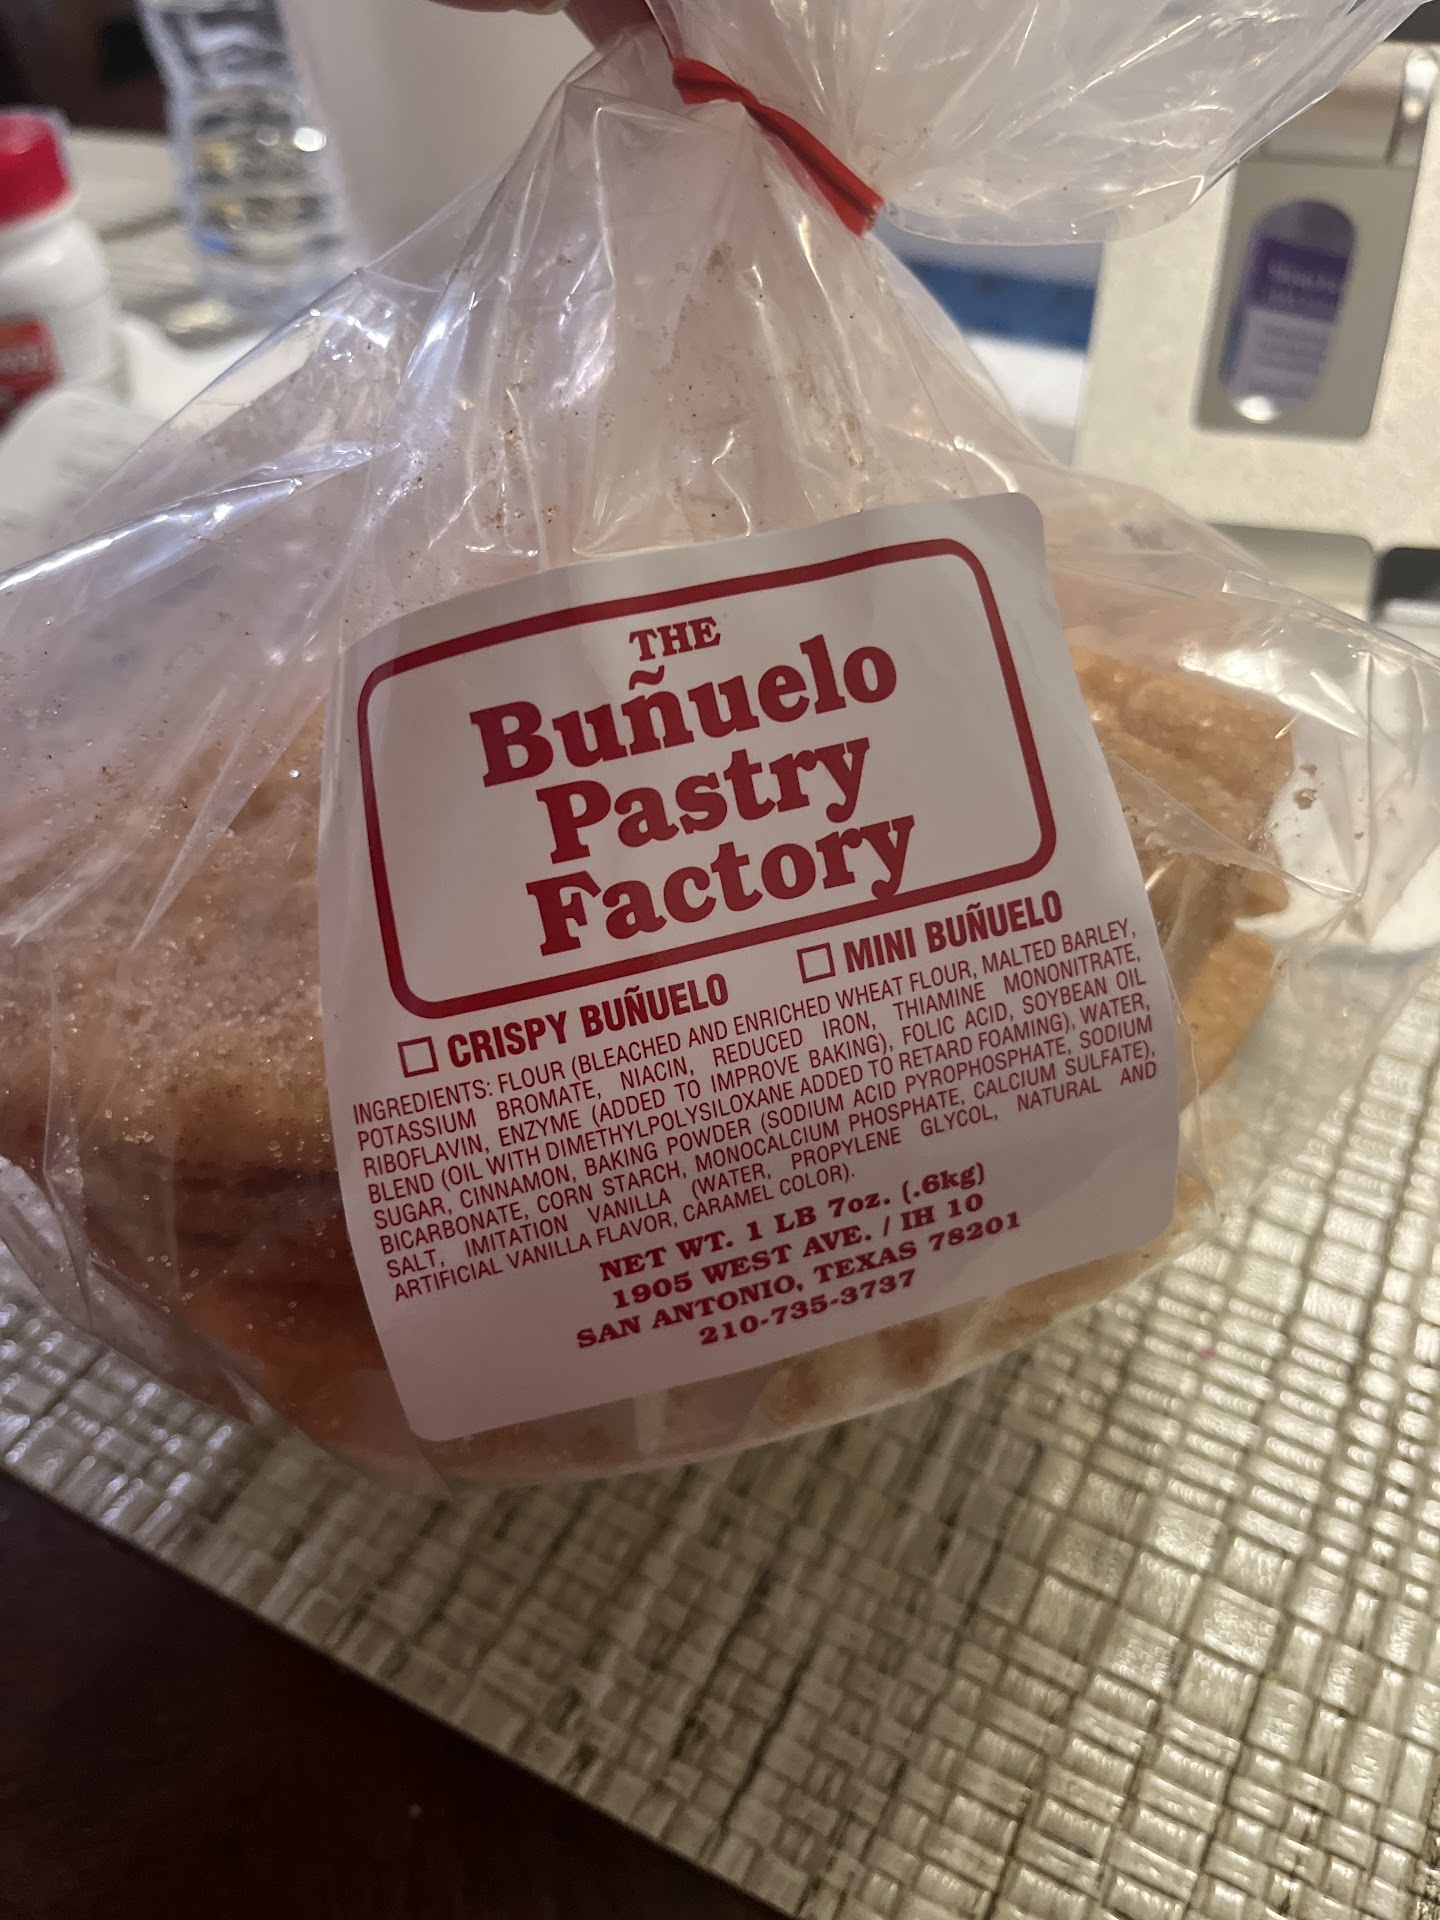 THE
Buñuelo
Pastry
Factory
☐ CRISPY BUÑUELO ☐ MINI BUÑUELO
INGREDIENTS: FLOUR (BLEACHED AND ENRICHED WHEAT FLOUR, MALTED BARLEY,
POTASSIUM BROMATE, NIACIN, REDUCED IRON, THIAMINE MONONITRATE,
RIBOFLAVIN, ENZYME (ADDED TO IMPROVE BAKING), FOLIC ACID, SOYBEAN OIL
BLEND (OIL WITH DIMETHYLPOLYSILOXANE ADDED TO RETARD FOAMING), WATER,
SUGAR, CINNAMON, BAKING POWDER (SODIUM ACID PYROPHOSPHATE, SODIUM
BICARBONATE, CORN STARCH, MONOCALCIUM PHOSPHATE, CALCIUM SULFATE),
SALT, IMITATION VANILLA (WATER, PROPYLENE GLYCOL, NATURAL AND
ARTIFICIAL VANILLA FLAVOR, CARAMEL COLOR).
NET WT. 1 LB 7oz. (.6kg)
1905 WEST AVE. / IH 10
SAN ANTONIO, TEXAS 78201
210-735-3737